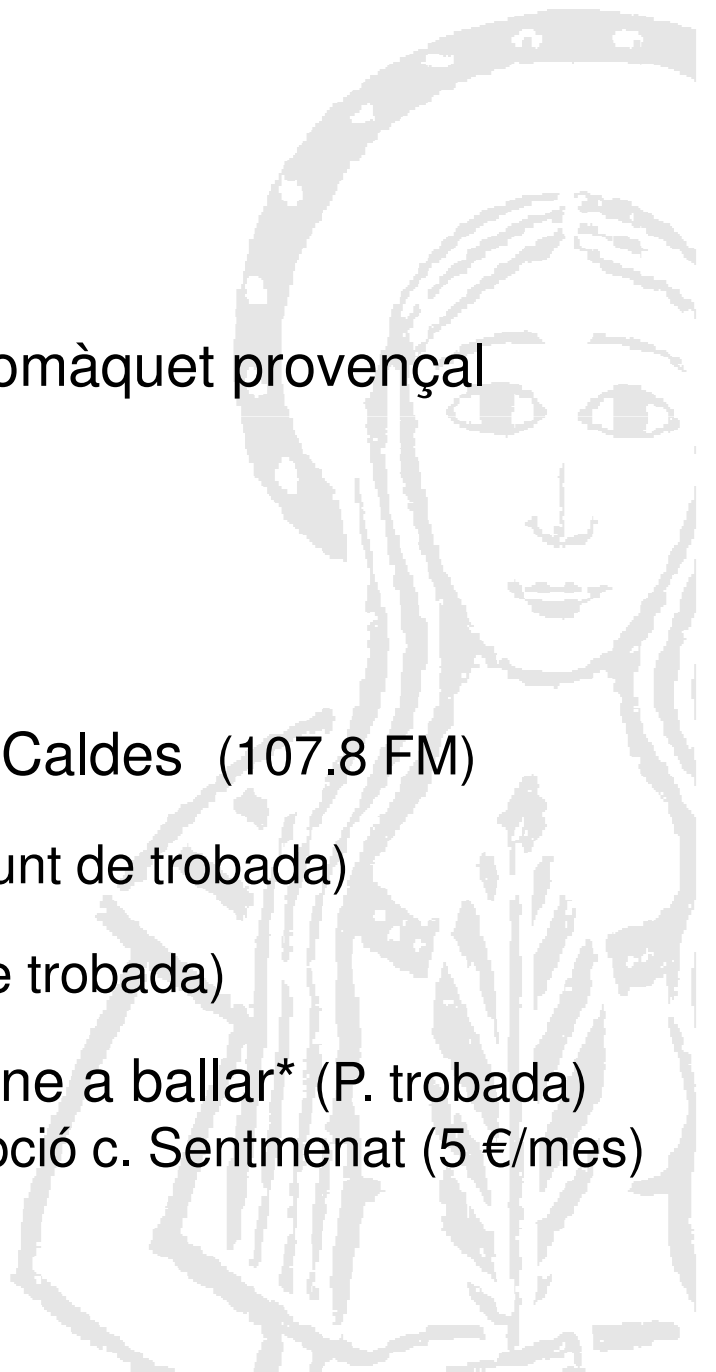 omàquet provençal
Caldes (107.8 FM)
unt de trobada)
e trobada)
ne a ballar* (P. trobada)
oció c. Sentmenat (5 €/mes)